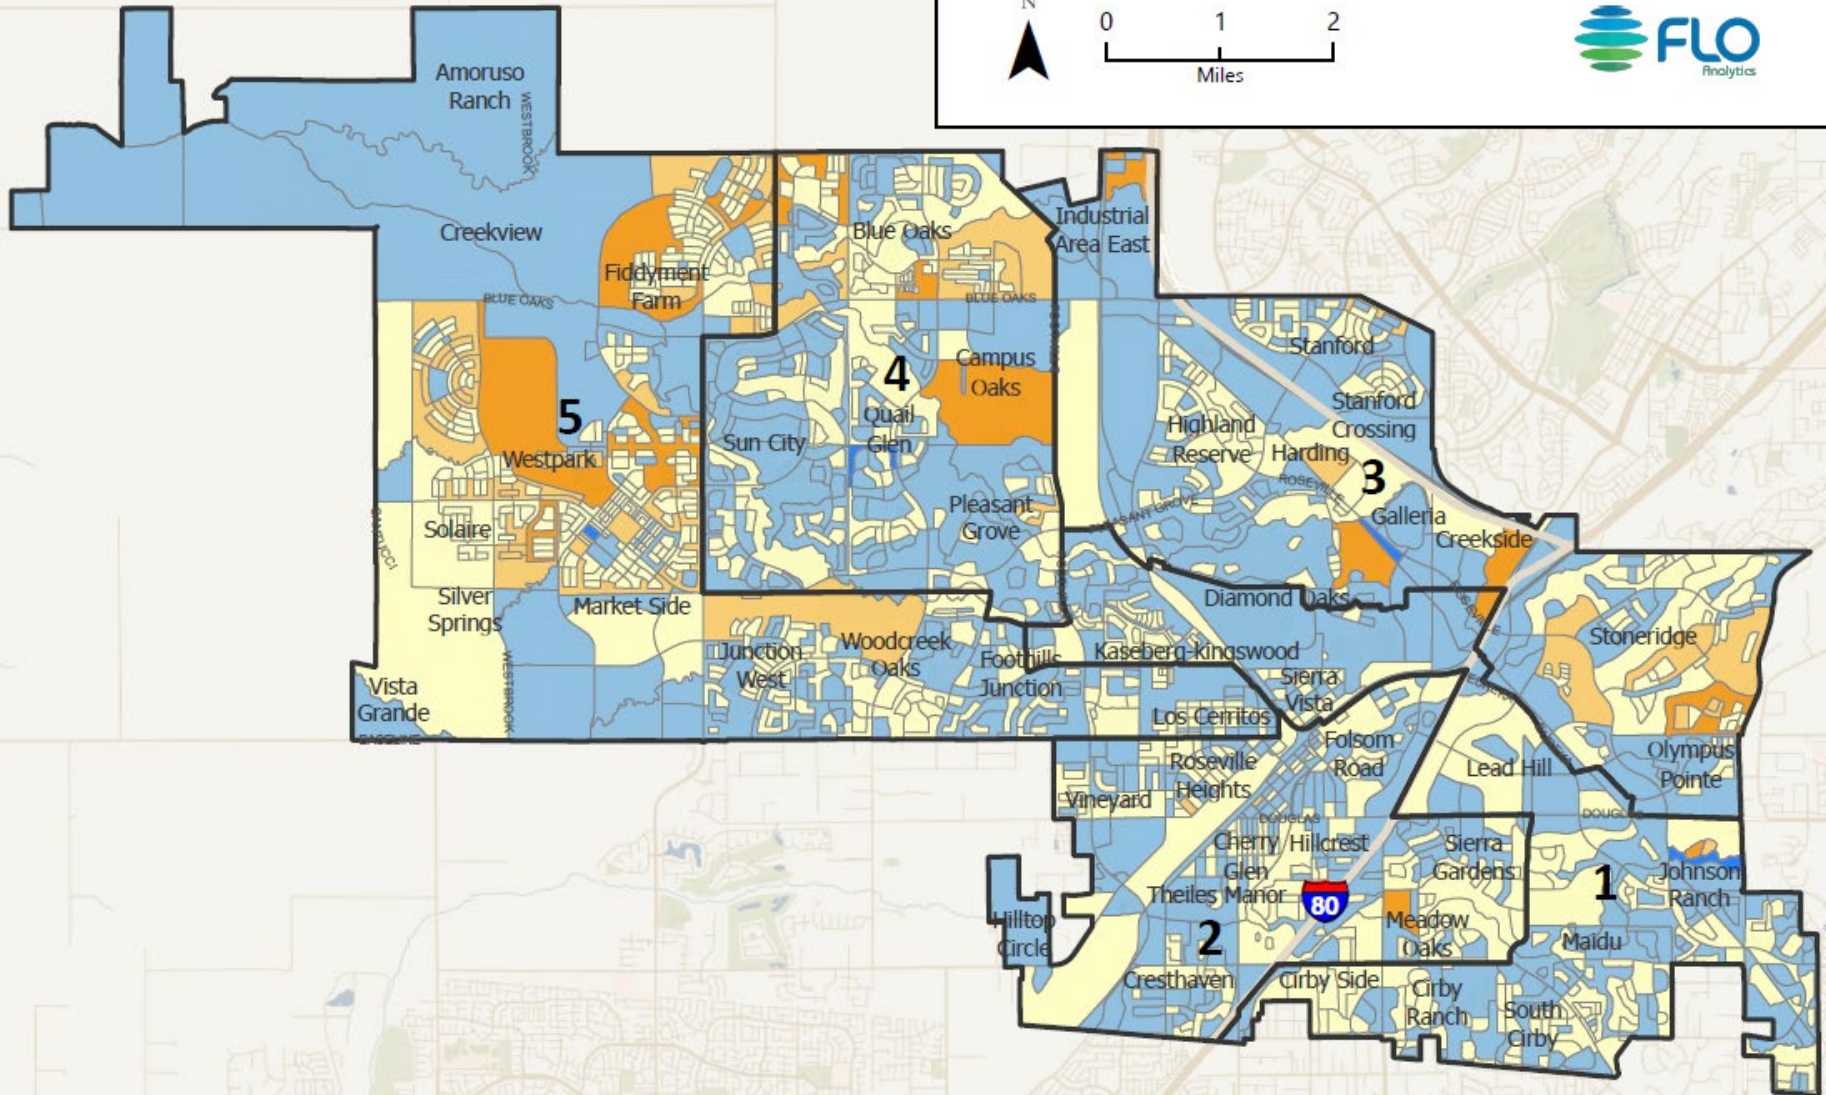 N
0 1 2
Miles
FLO
Analytics
Amoruso
Ranch
WESTBROOK
Creekview
Fiddyment
Farm
BLUE OAKS
Blue Oaks
BLUE OAKS
Industrial
Area East
Campus
Oaks
4
Quail
Glen
Sun City
Pleasant
Grove
5
Westpark
Solaire
Silver
Springs
Market Side
Vista
Grande
WESTBROOK
BASELINE
Junction
West
Woodcreek
Oaks
Foothills
Junction
Stanford
Stanford
Crossing
Highland
Reserve
Harding
3
ROSEVILLE
Galleria
Creekside
PLEASANT GROVE
Diamond Oaks
Kaseberg-kingswood
Sierra
Vista
Los Cerritos
Stoneridge
Olympus
Pointe
Lead Hill
Folsom
Road
Roseville
Heights
Vineyard
DOUGLAS
DOUGLAS
Cherry
Glen
Hillcrest
Sierra
Gardens
Theiles Manor
80
Meadow
Oaks
1
Johnson
Ranch
Maidu
Hilltop
Circle
2
Cresthaven
Cirby Side
Cirby
Ranch
South
Cirby